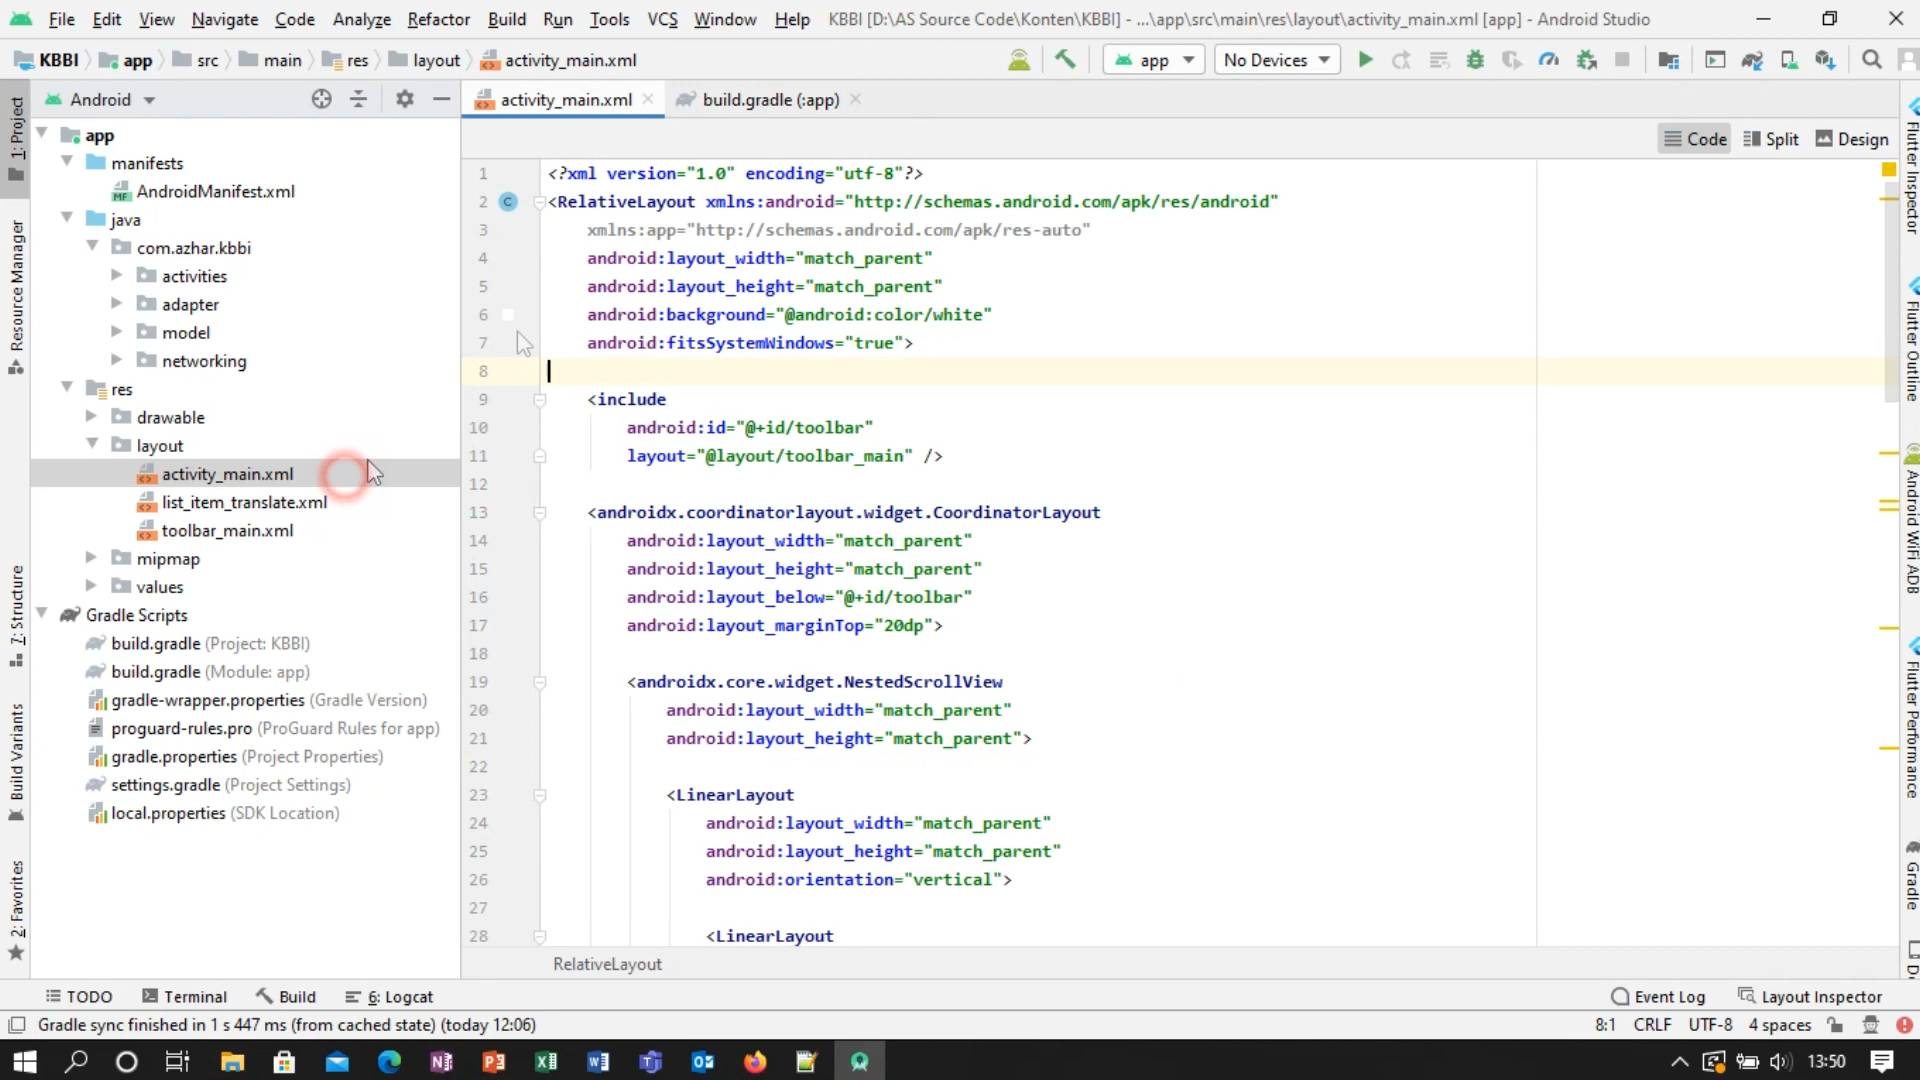 File Edit View Navigate Code Analyze Refactor Build Run Tools VCS Window Help KBBI [D:\AS Source Code\Konten\KBBI] - ...\app\src\main\res\layout\activity_main.xml [app] - Android Studio
KBBI app src main res layout activity_main.xml app No Devices
1: Project
Resource Manager
7: Structure
Build Variants
2: Favorites
Android
app
manifests
AndroidManifest.xml
java
com.azhar.kbbi
activities
adapter
model
networking
res
drawable
layout
activity_main.xml
list_item_translate.xml
toolbar_main.xml
mipmap
values
Gradle Scripts
build.gradle (Project: KBBI)
build.gradle (Module: app)
gradle-wrapper.properties (Gradle Version)
proguard-rules.pro (ProGuard Rules for app)
gradle.properties (Project Properties)
settings.gradle (Project Settings)
local.properties (SDK Location)
activity_main.xml build.gradle (:app)
Code Split Design
1 <?xml version="1.0" encoding="utf-8"?>
2 <RelativeLayout xmlns:android="http://schemas.android.com/apk/res/android"
3 xmlns:app="http://schemas.android.com/apk/res-auto"
4 android:layout_width="match_parent"
5 android:layout_height="match_parent"
6 android:background="@android:color/white"
7 android:fitsSystemWindows="true">
8
9 <include
10 android:id="@+id/toolbar"
11 layout="@layout/toolbar_main" />
12
13 <androidx.coordinatorlayout.widget.CoordinatorLayout
14 android:layout_width="match_parent"
15 android:layout_height="match_parent"
16 android:layout_below="@+id/toolbar"
17 android:layout_marginTop="20dp">
18
19 <androidx.core.widget.NestedScrollView
20 android:layout_width="match_parent"
21 android:layout_height="match_parent">
22
23 <LinearLayout
24 android:layout_width="match_parent"
25 android:layout_height="match_parent"
26 android:orientation="vertical">
27
28 <LinearLayout
RelativeLayout
Flutter Inspector
Flutter Outline
Android WiFi ADB
Flutter Performance
Gradle
TODO Terminal Build 6: Logcat Event Log Layout Inspector
Gradle sync finished in 1 s 447 ms (from cached state) (today 12:06) 8:1 CRLF UTF-8 4 spaces
13:50